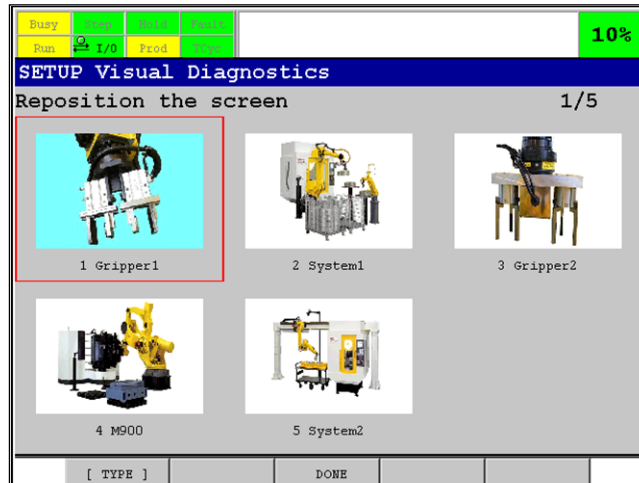 Busy Step Hold Fault
Run I/O Prod TCyc
10%
SETUP Visual Diagnostics
Reposition the screen 1/5
1 Gripper1 2 System1 3 Gripper2
4 M900 5 System2
[ TYPE ] DONE